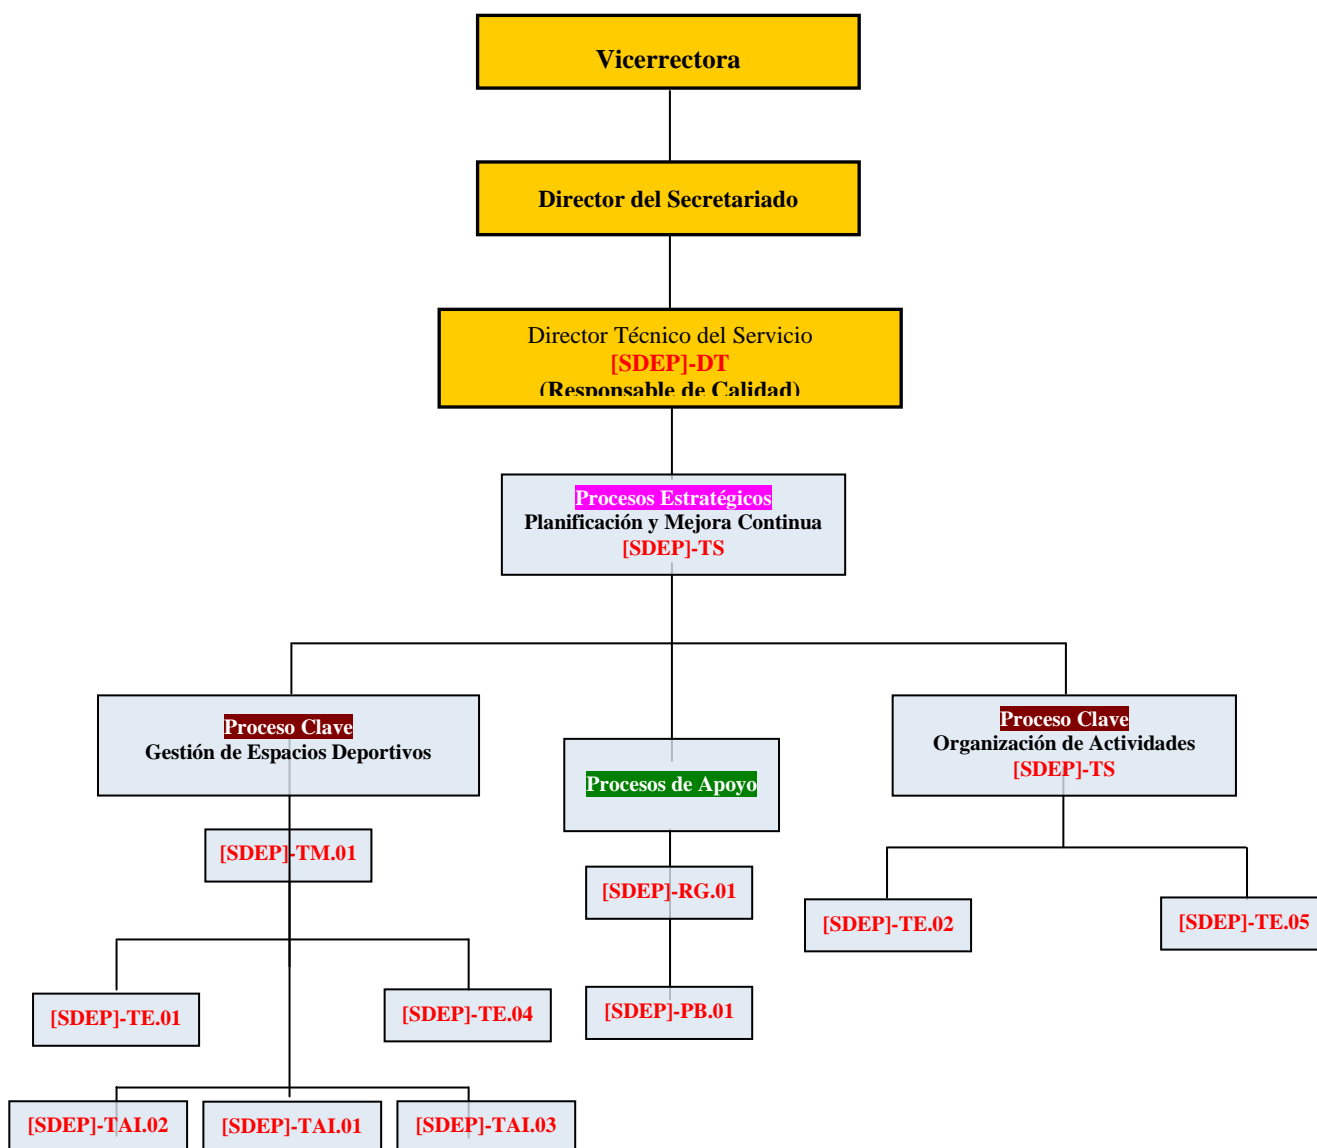 Vicerrectora
Director del Secretariado
Director Técnico del Servicio
[SDEP]-DT
(Responsable de Calidad)
Procesos Estratégicos
Planificación y Mejora Continua
[SDEP]-TS
Proceso Clave
Gestión de Espacios Deportivos
Procesos de Apoyo
Proceso Clave
Organización de Actividades
[SDEP]-TS
[SDEP]-TM.01
[SDEP]-RG.01
[SDEP]-TE.02
[SDEP]-TE.05
[SDEP]-TE.01
[SDEP]-TE.04
[SDEP]-PB.01
[SDEP]-TAI.02
[SDEP]-TAI.01
[SDEP]-TAI.03